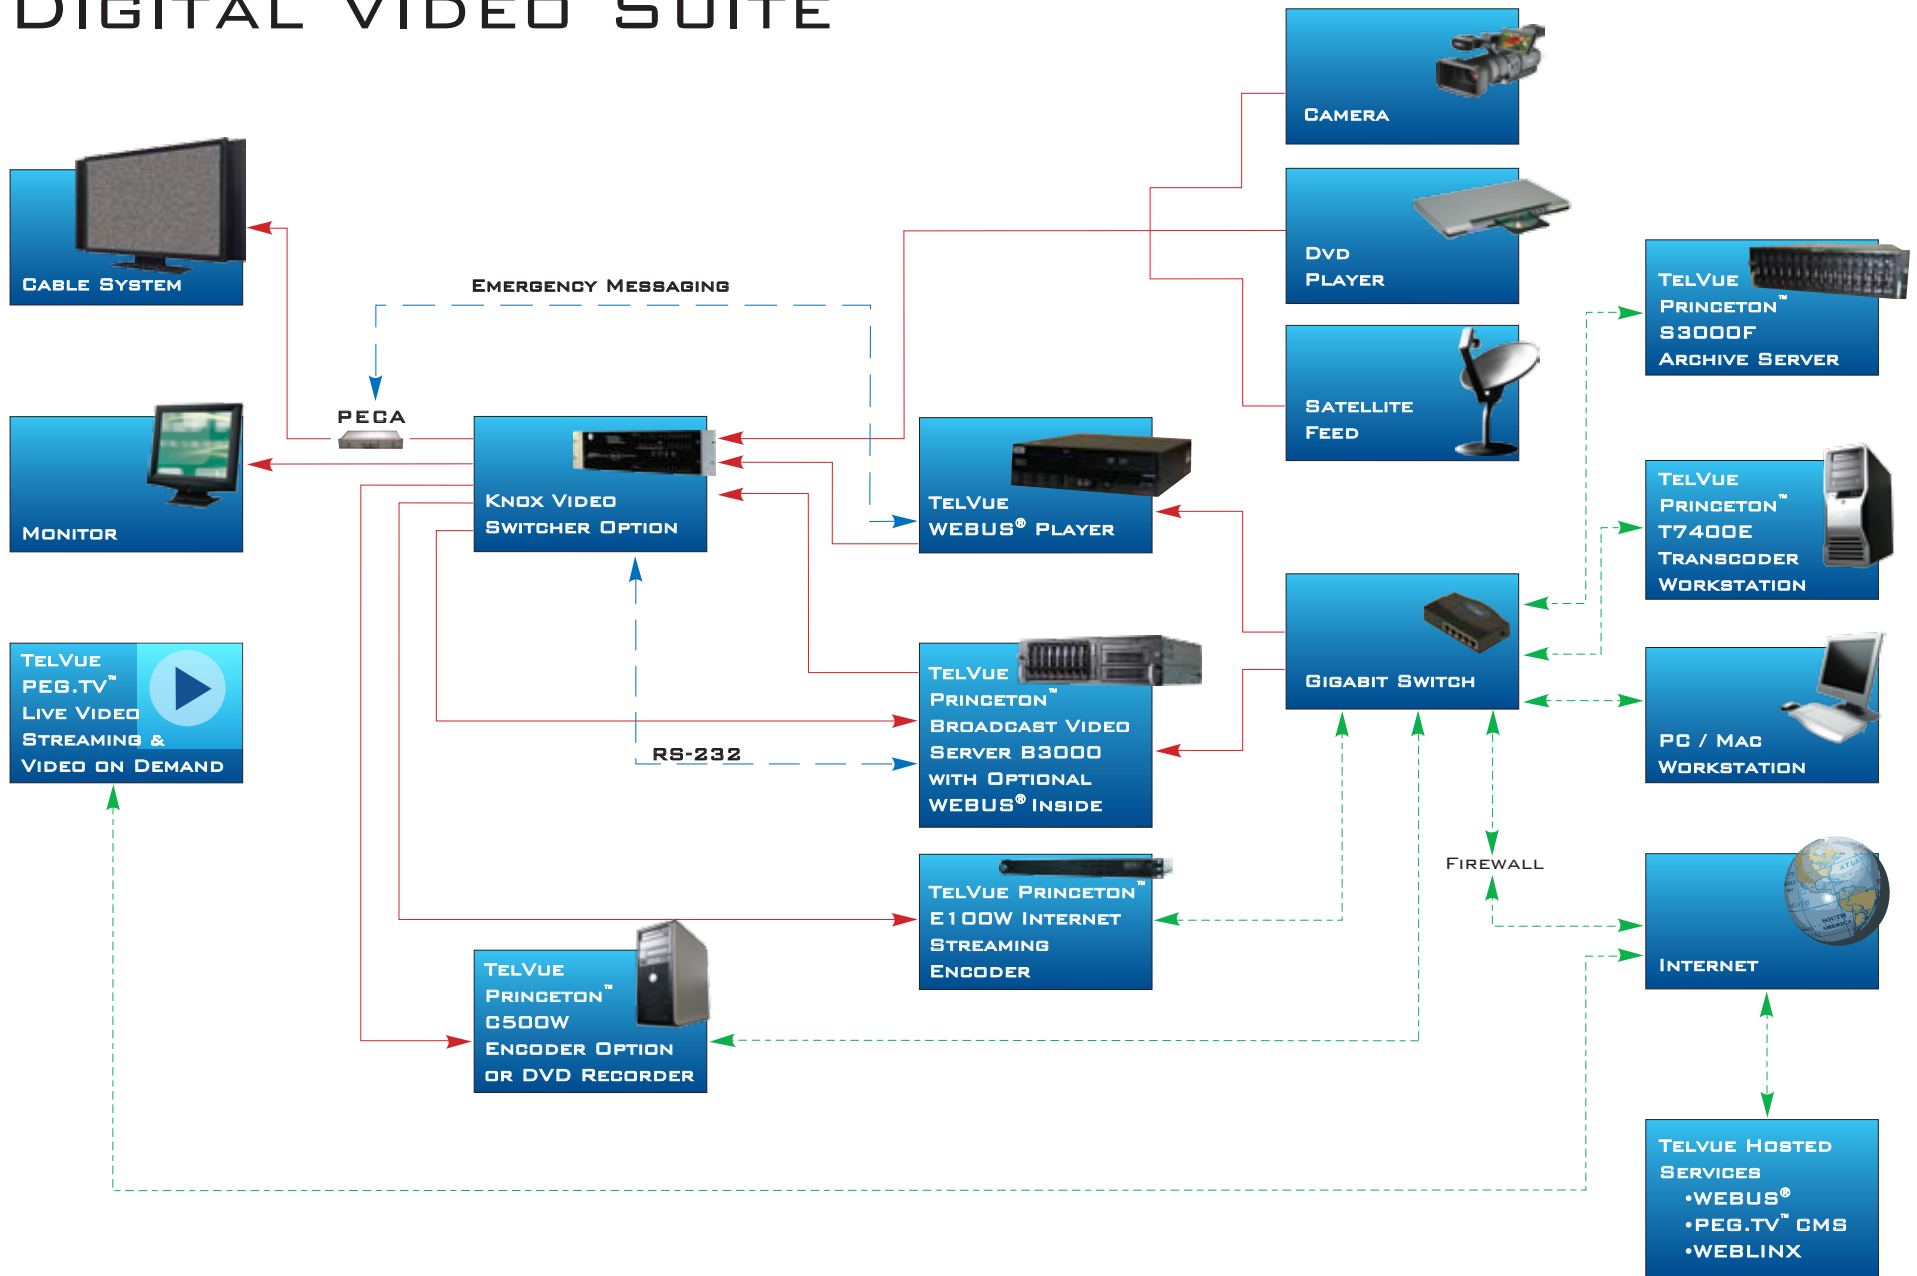 DIGITAL VIDEO SUITE
CAMERA
DVD
PLAYER
SATELLITE
FEED
CABLE SYSTEM
EMERGENCY MESSAGING
PECA
MONITOR
KNOX VIDEO
SWITCHER OPTION
TELVUE
WEBUS® PLAYER
TELVUE
PRINCETON™
S3000F
ARCHIVE SERVER
TELVUE
PRINCETON™
T7400E
TRANSCODER
WORKSTATION
GIGABIT SWITCH
TELVUE
PEG.TV™
LIVE VIDEO
STREAMING &
VIDEO ON DEMAND
RS-232
TELVUE
PRINCETON™
BROADCAST VIDEO
SERVER B3000
WITH OPTIONAL
WEBUS® INSIDE
PC / MAC
WORKSTATION
FIREWALL
TELVUE PRINCETON™
E100W INTERNET
STREAMING
ENCODER
INTERNET
SOUTH
AMERICA
TELVUE
PRINCETON™
C500W
ENCODER OPTION
OR DVD RECORDER
TELVUE HOSTED
SERVICES
•WEBUS®
•PEG.TV™ CMS
•WEBLINX